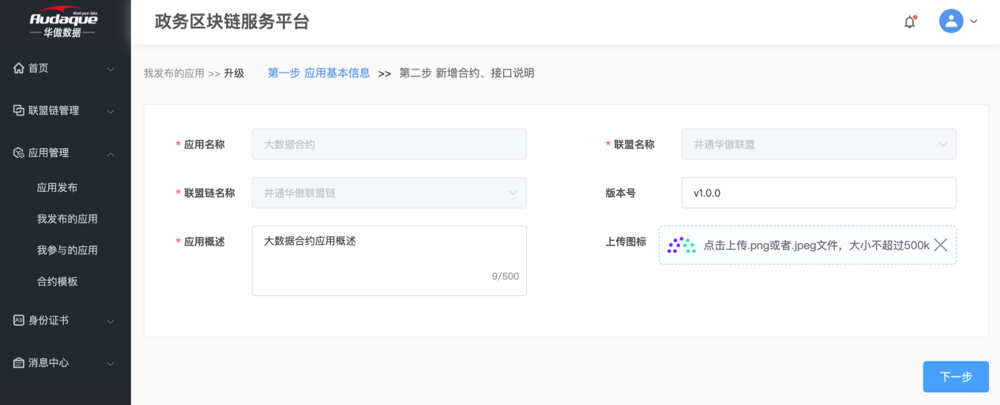 Mind your data
Audaque
华傲数据
政务区块链服务平台
首页
联盟链管理
应用管理
应用发布
我发布的应用
我参与的应用
合约模板
身份证书
消息中心
我发布的应用 >> 升级 第一步 应用基本信息 >> 第二步 新增合约、接口说明
* 应用名称 大数据合约
* 联盟名称 井通华傲联盟
* 联盟链名称 井通华傲联盟链
版本号 v1.0.0
* 应用概述 大数据合约应用概述
9/500
上传图标 点击上传.png或者.jpeg文件，大小不超过500k
下一步